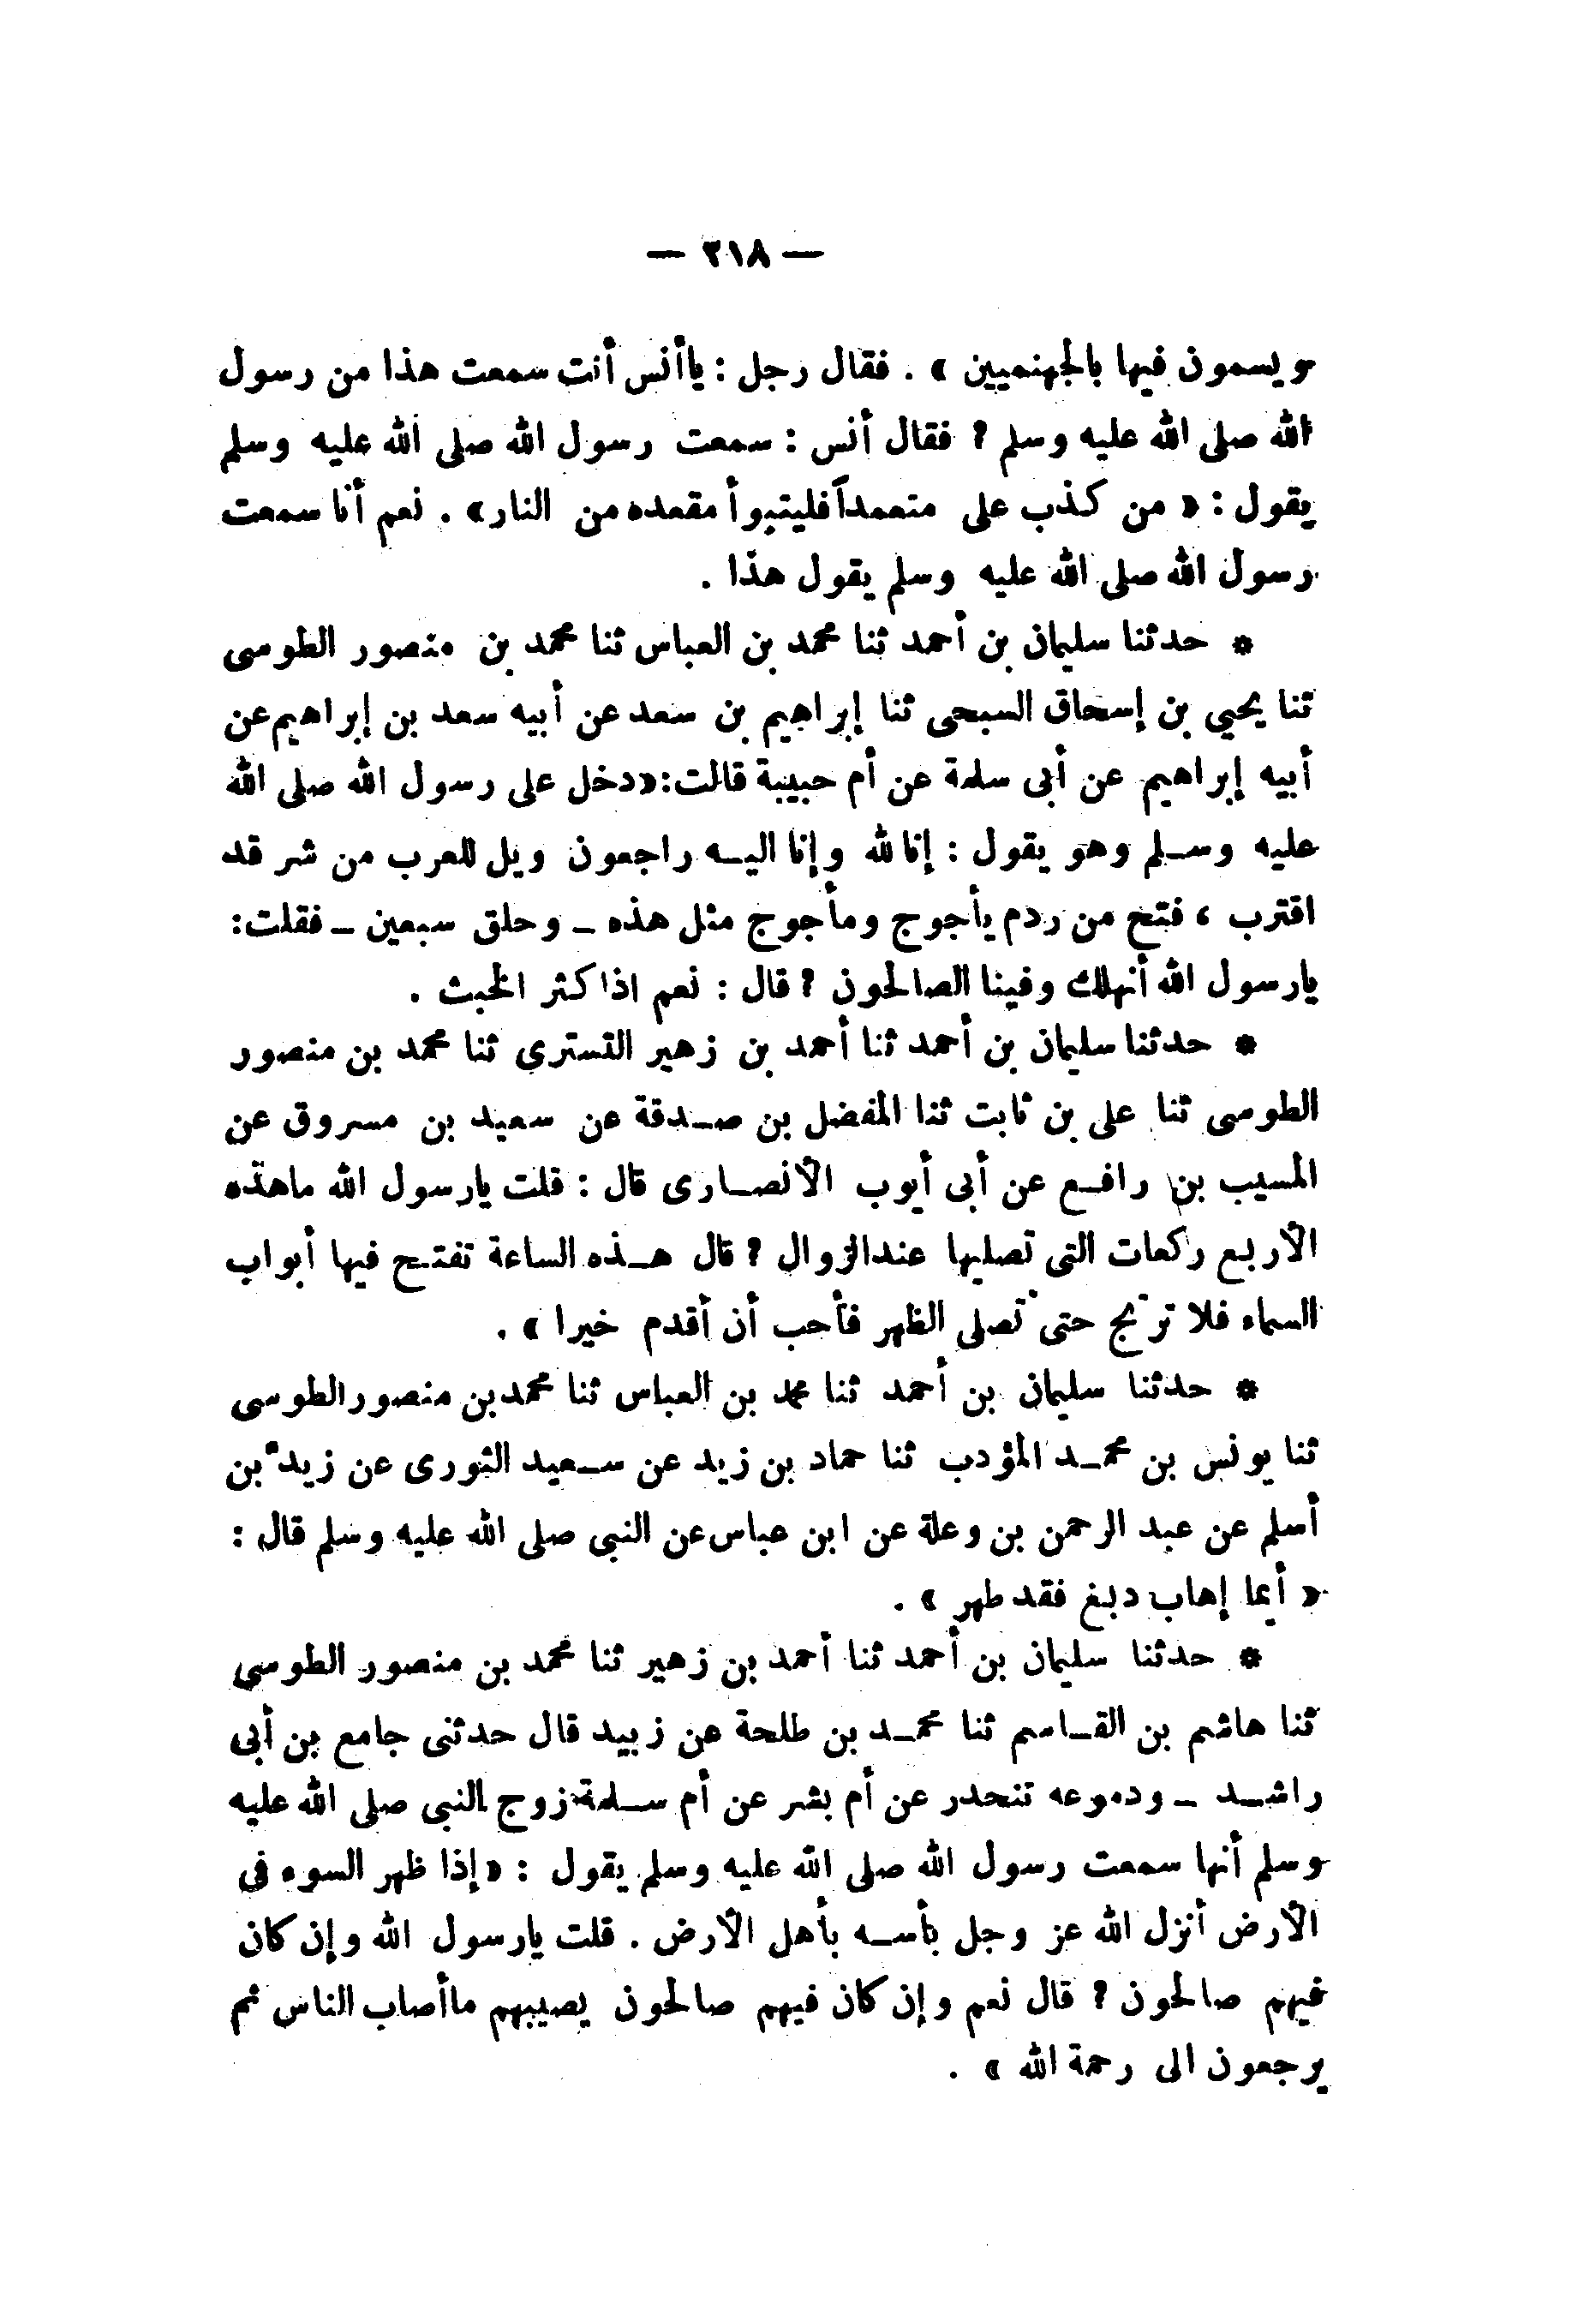 — ٢١٨ —
ويسمون فيها بالجهنميين » . فقال رجل : ياأنس أنت سمعت هذا من رسول
الله صلى الله عليه وسلم ؟ فقال أنس : سمعت رسول الله صلى الله عليه وسلم
يقول : « من كذب على متعمداً فليتبوأ مقعده من النار» . نعم أنا سمعت
رسول الله صلى الله عليه وسلم يقول هذا .
* حدثنا سليمان بن أحمد ثنا محمد بن العباس ثنا محمد بن منصور الطوسى
ثنا يحيي بن إسحاق السبحى ثنا إبراهيم بن سعد عن أبيه سعد بن إبراهيم عن
أبيه إبراهيم عن أبى سلمة عن أم حبيبة قالت : «دخل على رسول الله صلى الله
عليه وسلم وهو يقول : إنا لله وإنا اليه راجعون ويل للعرب من شر قد
اقترب ، فتح من ردم يأجوج ومأجوج مثل هذه ـ وحلق سبعين ـ فقلت :
يارسول الله أنهلك وفينا الصالحون ؟ قال : نعم اذا كثر الخبث .
* حدثنا سليمان بن أحمد ثنا أحمد بن زهير التستري ثنا محمد بن منصور
الطوسى ثنا على بن ثابت ثنا المفضل بن صدقة عن سعيد بن مسروق عن
المسيب بن رافع عن أبى أيوب الأنصارى قال : قلت يارسول الله ماهذه
الأربع ركعات التى تصليها عند الزوال ؟ قال هذه الساعة تفتح فيها أبواب
السماء فلا ترتج حتى تصلى الظهر فأحب أن أقدم خيرا » .
* حدثنا سليمان بن أحمد ثنا محمد بن العباس ثنا محمد بن منصور الطوسى
ثنا يونس بن محمد المؤدب ثنا حماد بن زيد عن سعيد الثورى عن زيد بن
أسلم عن عبد الرحمن بن وعلة عن ابن عباس عن النبى صلى الله عليه وسلم قال :
« أيما إهاب دبغ فقد طهر » .
* حدثنا سليمان بن أحمد ثنا أحمد بن زهير ثنا محمد بن منصور الطوسي
ثنا هاشم بن القاسم ثنا محمد بن طلحة عن زبيد قال حدثنى جامع بن أبى
راشد ـ ودموعه تنحدر عن أم بشر عن أم سلمة زوج النبى صلى الله عليه
وسلم أنها سمعت رسول الله صلى الله عليه وسلم يقول : «إذا ظهر السوء فى
الأرض أنزل الله عز وجل بأسه بأهل الأرض . قلت يارسول الله وإن كان
فيهم صالحون ؟ قال نعم وإن كان فيهم صالحون يصيبهم ماأصاب الناس ثم
يرجعون الى رحمة الله » .